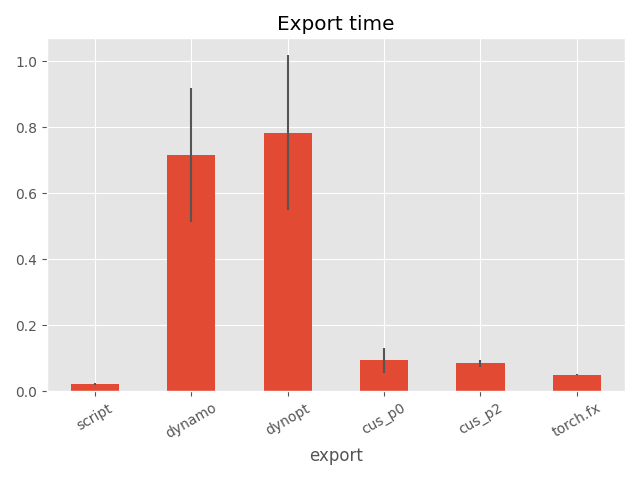 Export time
1.0
0.8
0.6
0.4
0.2
0.0
script
dynamo
dynopt
cus_p0
cus_p2
torch.fx
export